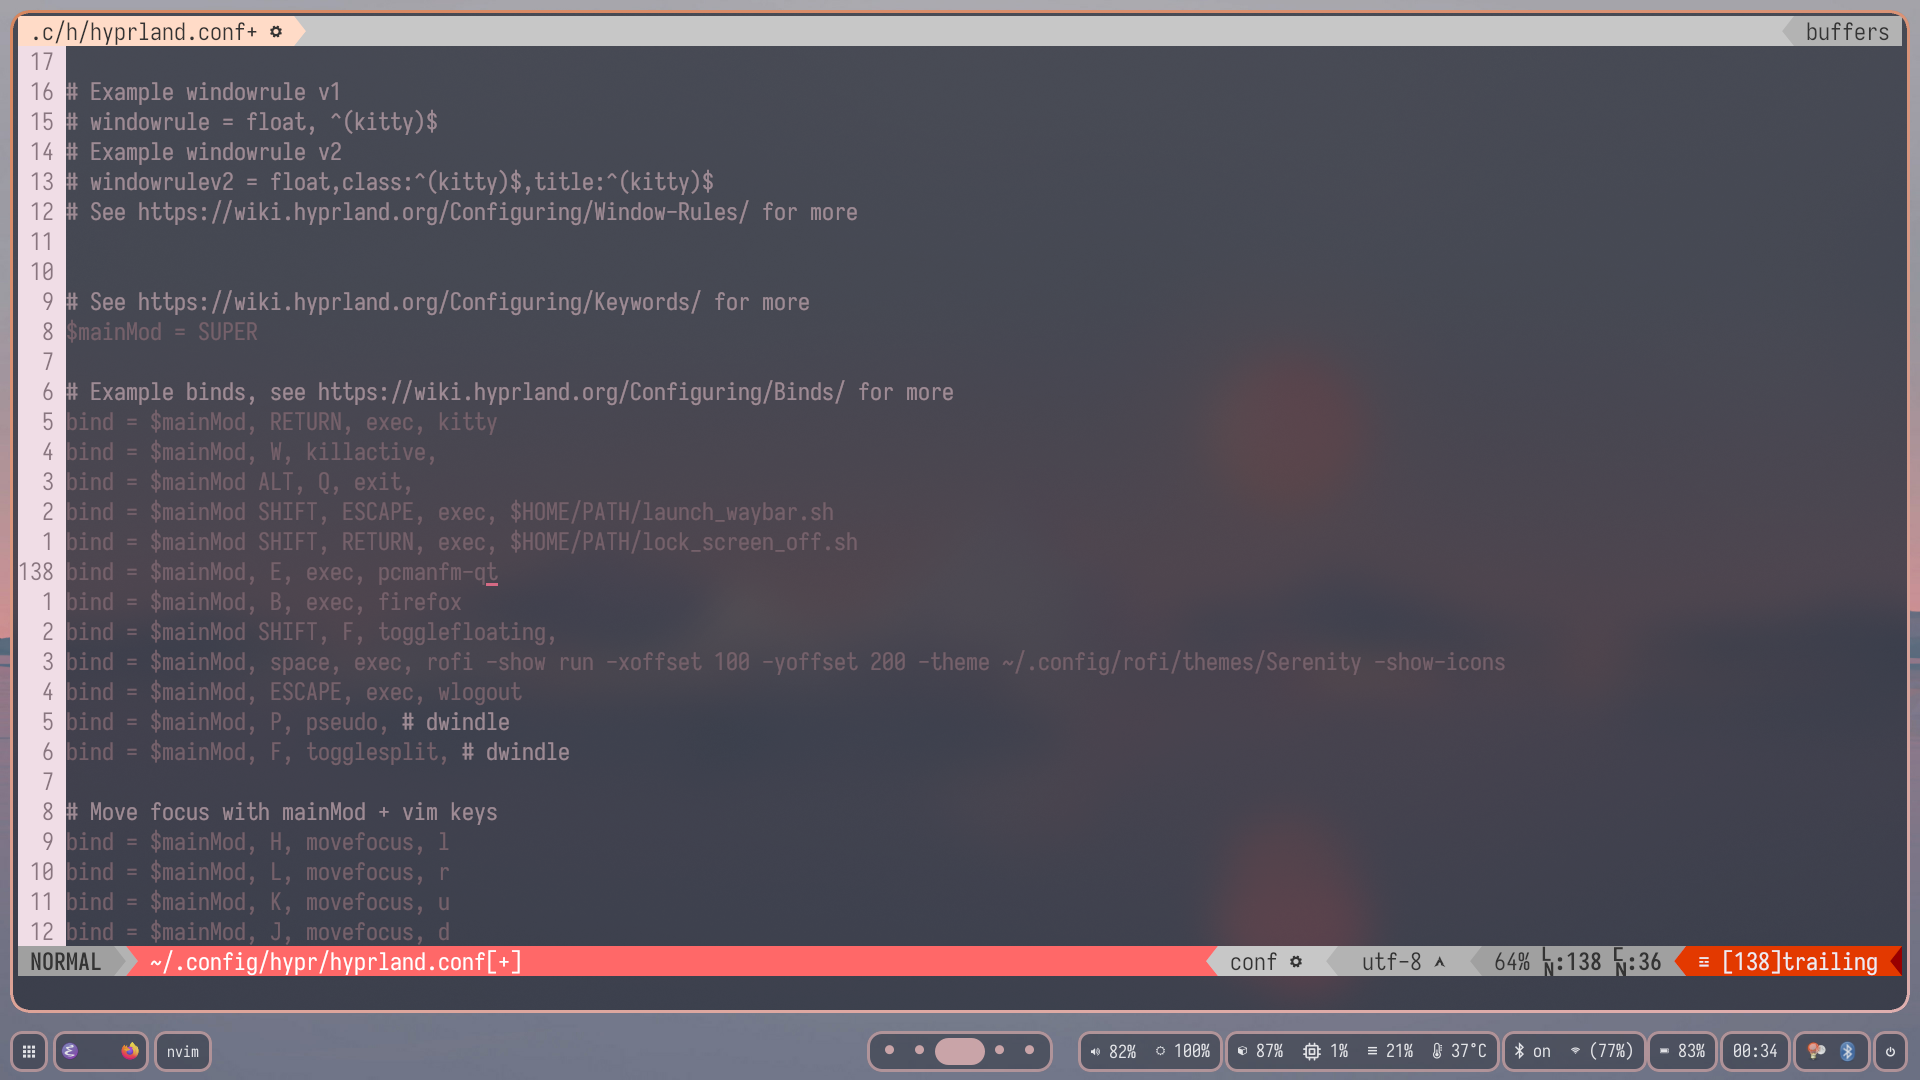 .c/h/hyprland.conf+
buffers
17
16 # Example windowrule v1
15 # windowrule = float, ^(kitty)$
14 # Example windowrule v2
13 # windowrulev2 = float,class:^(kitty)$,title:^(kitty)$
12 # See https://wiki.hyprland.org/Configuring/Window-Rules/ for more
11
10
9 # See https://wiki.hyprland.org/Configuring/Keywords/ for more
8 $mainMod = SUPER
7
6 # Example binds, see https://wiki.hyprland.org/Configuring/Binds/ for more
5 bind = $mainMod, RETURN, exec, kitty
4 bind = $mainMod, W, killactive,
3 bind = $mainMod ALT, Q, exit,
2 bind = $mainMod SHIFT, ESCAPE, exec, $HOME/PATH/launch_waybar.sh
1 bind = $mainMod SHIFT, RETURN, exec, $HOME/PATH/lock_screen_off.sh
138 bind = $mainMod, E, exec, pcmanfm-qt
1 bind = $mainMod, B, exec, firefox
2 bind = $mainMod SHIFT, F, togglefloating,
3 bind = $mainMod, space, exec, rofi -show run -xoffset 100 -yoffset 200 -theme ~/.config/rofi/themes/Serenity -show-icons
4 bind = $mainMod, ESCAPE, exec, wlogout
5 bind = $mainMod, P, pseudo, # dwindle
6 bind = $mainMod, F, togglesplit, # dwindle
7
8 # Move focus with mainMod + vim keys
9 bind = $mainMod, H, movefocus, l
10 bind = $mainMod, L, movefocus, r
11 bind = $mainMod, K, movefocus, u
12 bind = $mainMod, J, movefocus, d
NORMAL ~/.config/hypr/hyprland.conf[+] conf utf-8 64% LN:138 CN:36 ≡ [138]trailing
nvim 82% 100% 87% 1% 21% 37°C on (77%) 83% 00:34